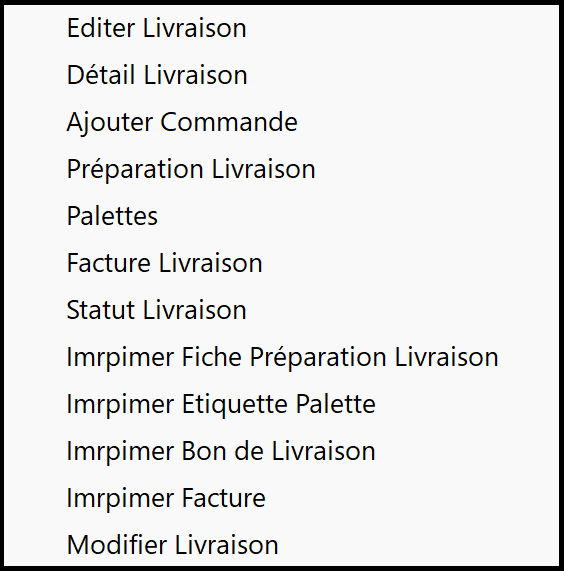 Editer Livraison
Détail Livraison
Ajouter Commande
Préparation Livraison
Palettes
Facture Livraison
Statut Livraison
Imrpimer Fiche Préparation Livraison
Imrpimer Etiquette Palette
Imrpimer Bon de Livraison
Imrpimer Facture
Modifier Livraison